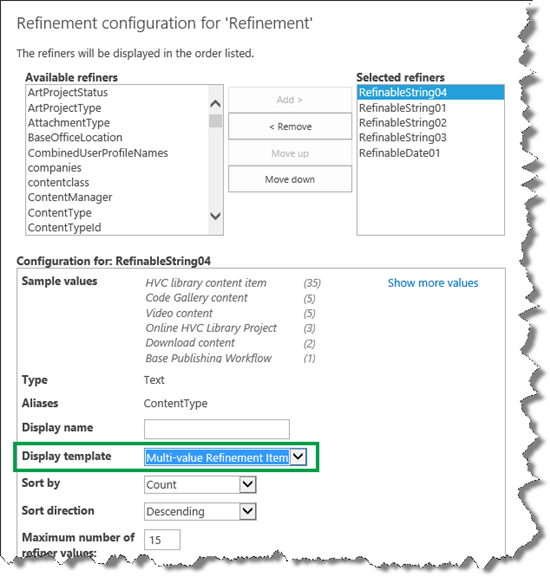 Refinement configuration for 'Refinement'
The refiners will be displayed in the order listed.
Available refiners
ArtProjectStatus
ArtProjectType
AttachmentType
BaseOfficeLocation
CombinedUserProfileNames
companies
contentclass
ContentManager
ContentType
ContentTypeId
Add >
< Remove
Move up
Move down
Selected refiners
RefinableString04
RefinableString01
RefinableString02
RefinableString03
RefinableDate01
Configuration for: RefinableString04
Sample values
HVC library content item (35)
Code Gallery content (5)
Video content (5)
Online HVC Library Project (3)
Download content (2)
Base Publishing Workflow (1)
Show more values
Type Text
Aliases ContentType
Display name
Display template Multi-value Refinement Item
Sort by Count
Sort direction Descending
Maximum number of 15
refiner values: